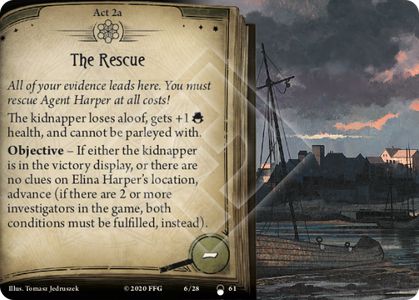 Act 2a
The Rescue
All of your evidence leads here. You must
rescue Agent Harper at all costs!
The kidnapper loses aloof, gets +1
health, and cannot be parleyed with.
Objective – If either the kidnapper
is in the victory display, or there are
no clues on Elina Harper's location,
advance (if there are 2 or more
investigators in the game, both
conditions must be fulfilled, instead).
–
Illus. Tomasz Jedruszek © 2020 FFG 6/28 61